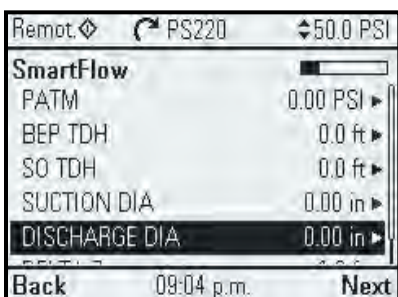 Remot. PS220 50.0 PSI
SmartFlow
PATM 0.00 PSI
BEP TDH 0.0 ft
SO TDH 0.0 ft
SUCTION DIA 0.00 in
DISCHARGE DIA 0.00 in
Back 09:04 p.m. Next